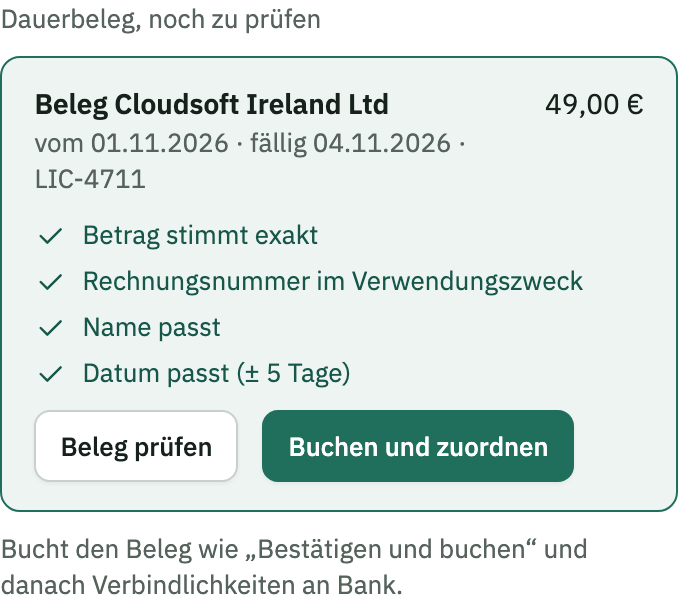 Dauerbeleg, noch zu prüfen
Beleg Cloudsoft Ireland Ltd 49,00 €
vom 01.11.2026 · fällig 04.11.2026 ·
LIC-4711
Betrag stimmt exakt
Rechnungsnummer im Verwendungszweck
Name passt
Datum passt (± 5 Tage)
Beleg prüfen Buchen und zuordnen
Bucht den Beleg wie „Bestätigen und buchen“ und
danach Verbindlichkeiten an Bank.